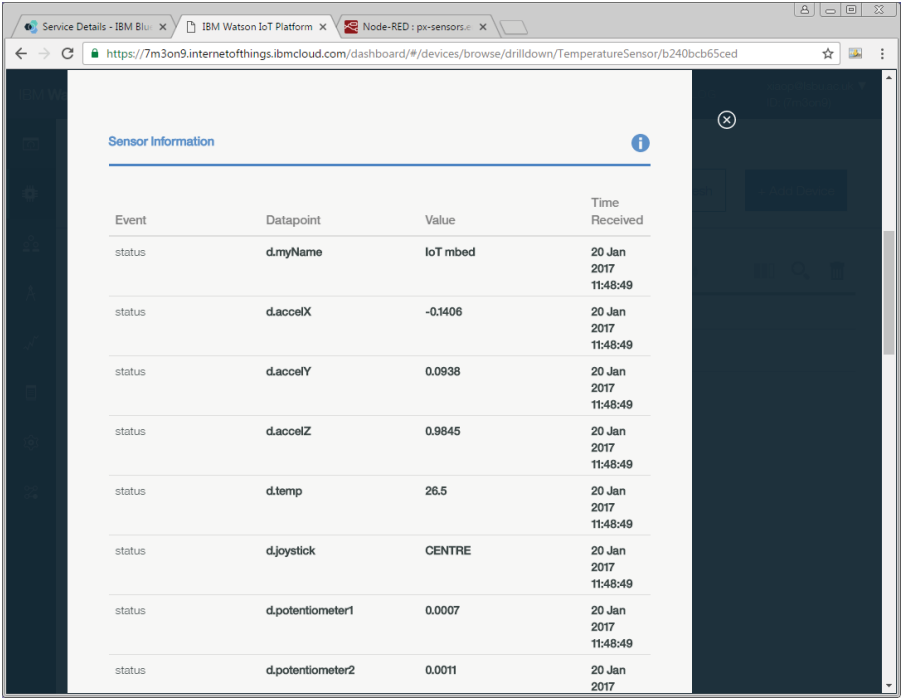 Service Details - IBM Blu
IBM Watson IoT Platform
Node-RED : px-sensors.e
https://7m3on9.internetofthings.ibmcloud.com/dashboard/#/devices/browse/drilldown/TemperatureSensor/b240bcb65ced
IBM Wa
Sensor Information
Event Datapoint Value Time Received
status d.myName IoT mbed 20 Jan 2017 11:48:49
status d.accelX -0.1406 20 Jan 2017 11:48:49
status d.accelY 0.0938 20 Jan 2017 11:48:49
status d.accelZ 0.9845 20 Jan 2017 11:48:49
status d.temp 26.5 20 Jan 2017 11:48:49
status d.joystick CENTRE 20 Jan 2017 11:48:49
status d.potentiometer1 0.0007 20 Jan 2017 11:48:49
status d.potentiometer2 0.0011 20 Jan 2017